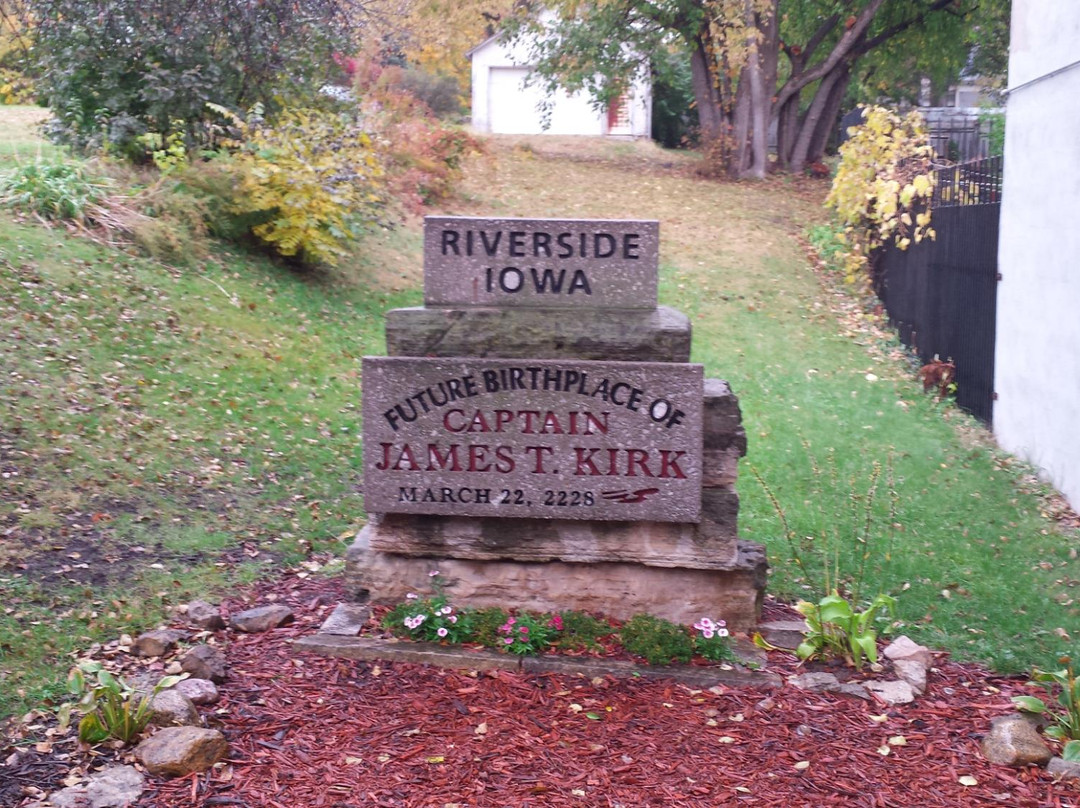 RIVERSIDE
IOWA
FUTURE BIRTHPLACE OF
CAPTAIN
JAMES T. KIRK
MARCH 22, 2228